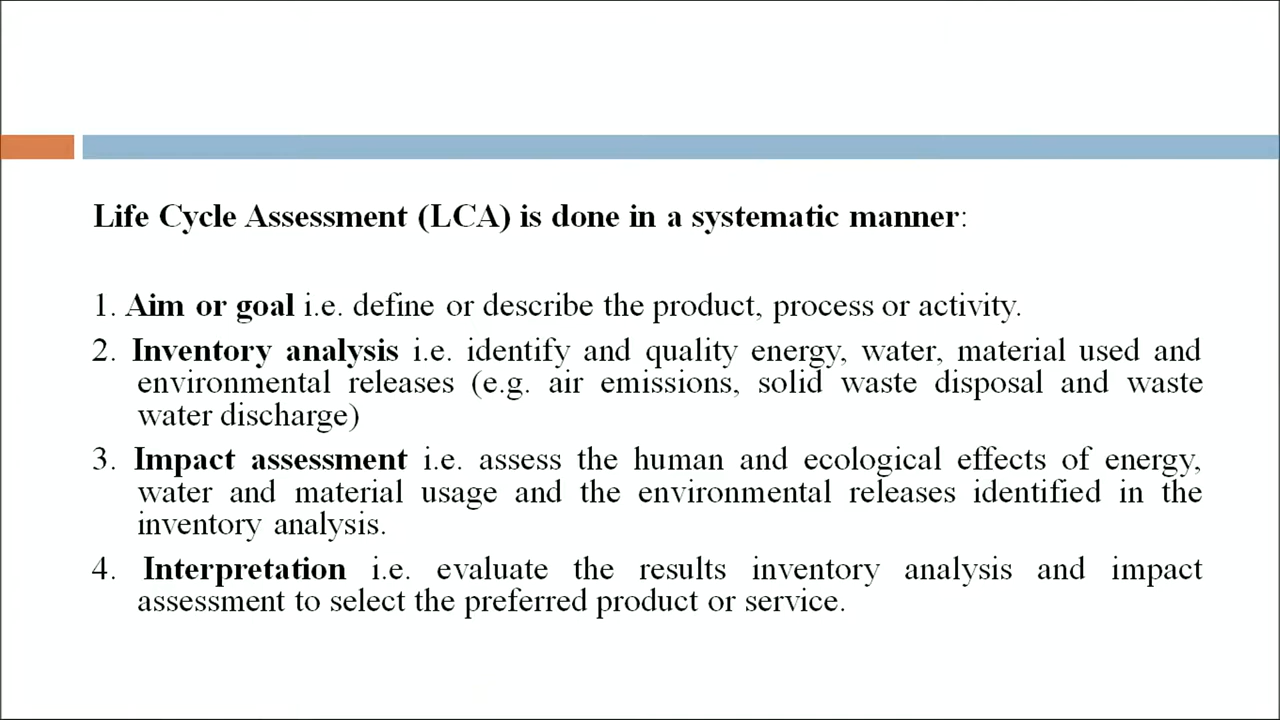 Life Cycle Assessment (LCA) is done in a systematic manner:
1. Aim or goal i.e. define or describe the product, process or activity.
2. Inventory analysis i.e. identify and quality energy, water, material used and
environmental releases (e.g. air emissions, solid waste disposal and waste
water discharge)
3. Impact assessment i.e. assess the human and ecological effects of energy,
water and material usage and the environmental releases identified in the
inventory analysis.
4. Interpretation i.e. evaluate the results inventory analysis and impact
assessment to select the preferred product or service.